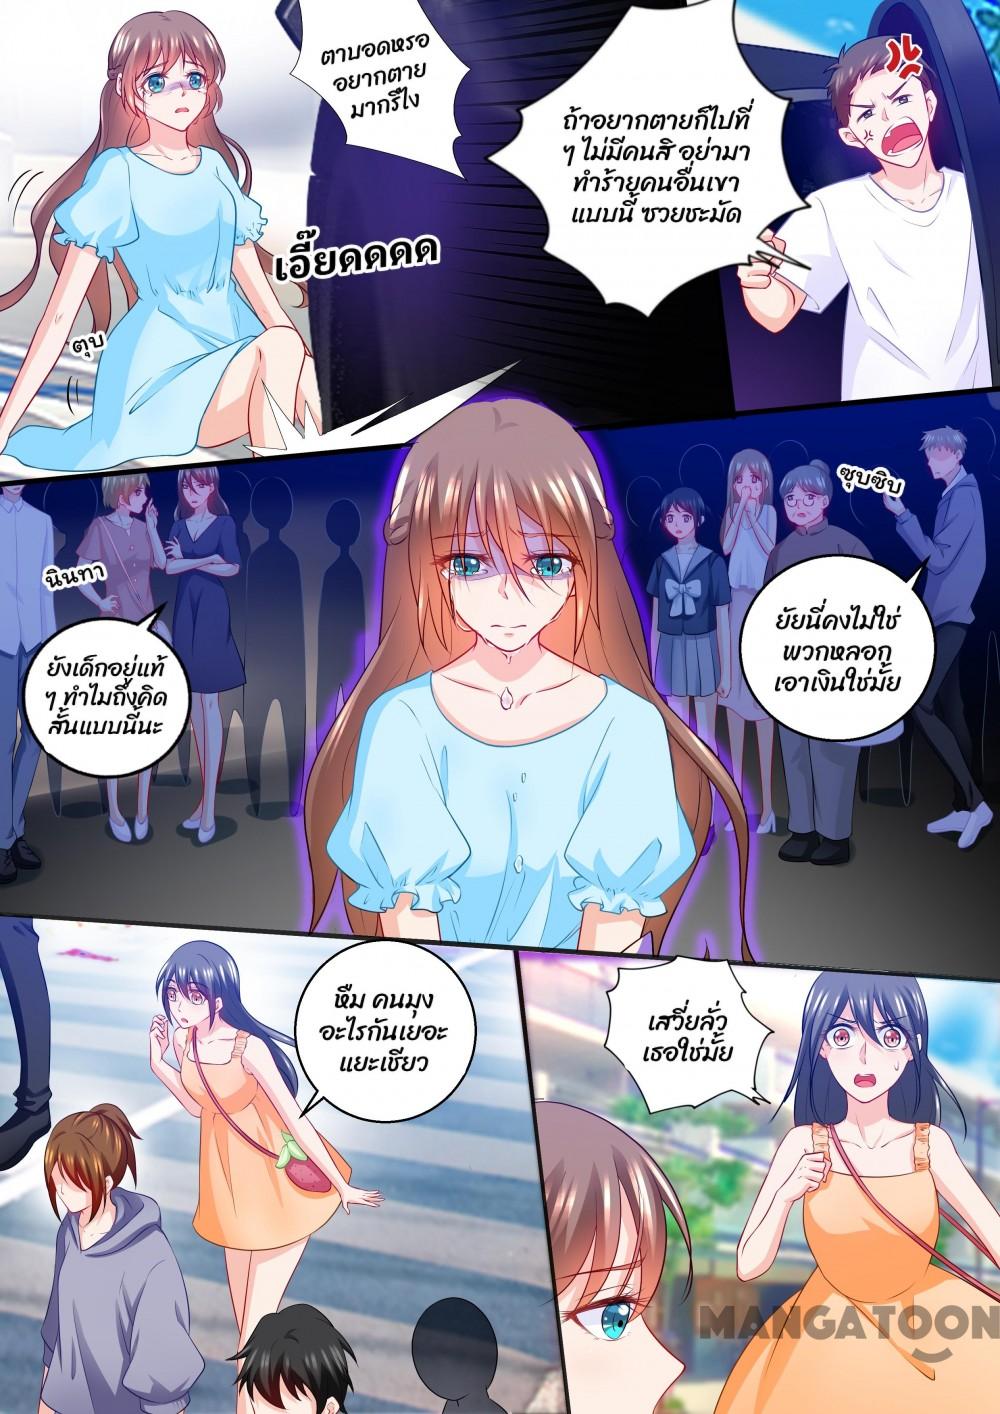 ตาบอดหรอ
อยากตาย
มากรึไง
ถ้าอยากตายก็ไปที่
ๆ ไม่มีคนสิ อย่ามา
ทำร้ายคนอื่นเขา
แบบนี้ ซวยชะมัด
เอี๊ยดดดด
ตุบ
ซุบซิบ
นินทา
ยัยนี่คงไม่ใช่
พวกหลอก
เอาเงินใช่มั้ย
ยังเด็กอยู่แท้
ๆ ทำไมถึงคิด
สั้นแบบนี้นะ
หืม คนมุง
อะไรกันเยอะ
แยะเชียว
เสวี่ยลั่ว
เธอใช่มั้ย
MANGATOON